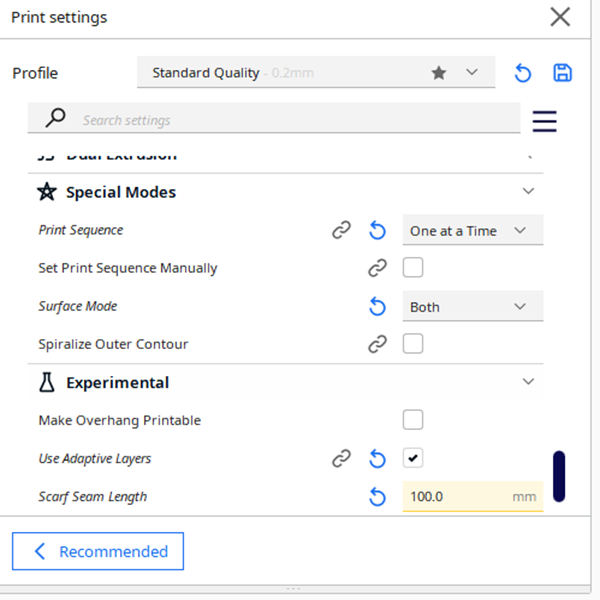 Print settings
Profile
Standard Quality - 0.2mm
Search settings
Dual Extrusion
Special Modes
Print Sequence One at a Time
Set Print Sequence Manually
Surface Mode Both
Spiralize Outer Contour
Experimental
Make Overhang Printable
Use Adaptive Layers
Scarf Seam Length 100.0 mm
Recommended